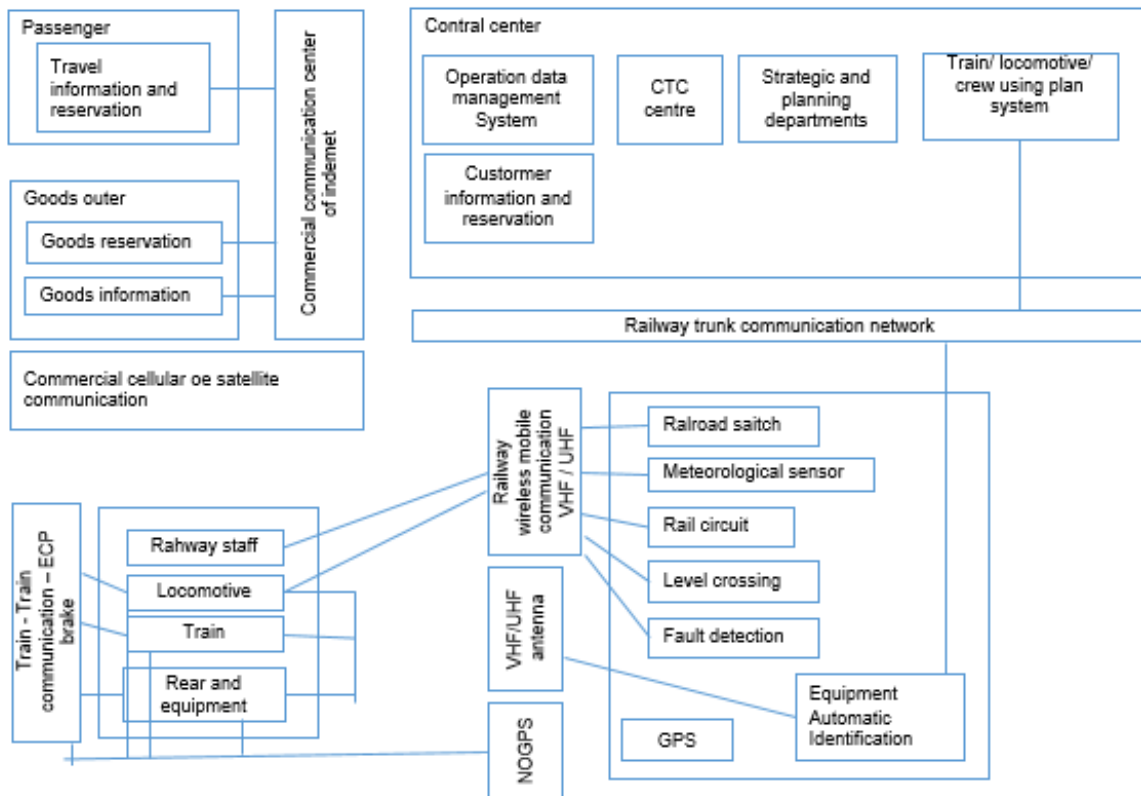 Passenger
Travel
information and
reservation
Goods outer
Goods reservation
Goods information
Commercial communication center
of indemet
Commercial cellular oe satellite
communication
Contral center
Operation data
management
System
CTC
centre
Strategic and
planning
departments
Train/ locomotive/
crew using plan
system
Custormer
information and
reservation
Railway trunk communication network
Railway
wireless mobile
communication
VHF / UHF
Ralroad saitch
Meteorological sensor
Rail circuit
Level crossing
Fault detection
Train - Train
communication – ECP
brake
Rahway staff
Locomotive
Train
Rear and
equipment
VHF/UHF
antenna
NOGPS
GPS
Equipment
Automatic
Identification